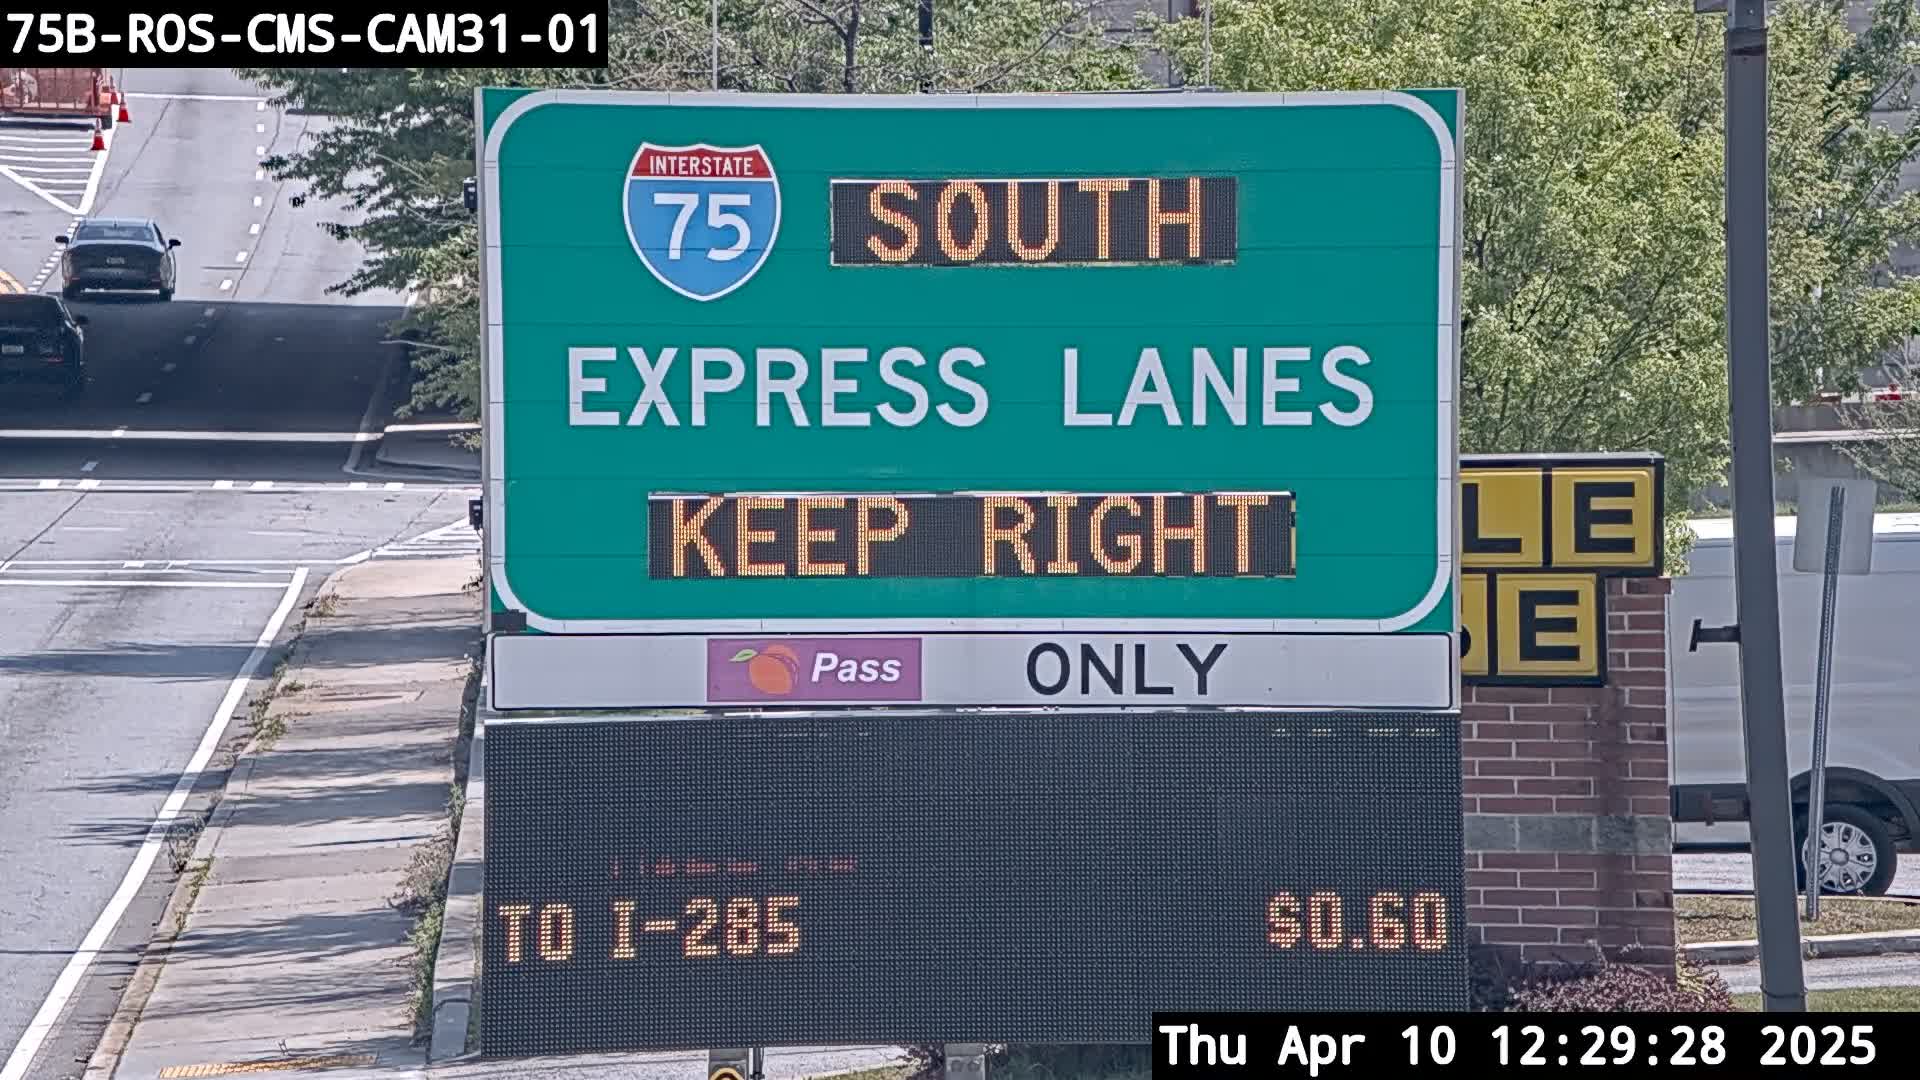 75B-ROS-CMS-CAM31-01
INTERSTATE
75
SOUTH
EXPRESS LANES
KEEP RIGHT
Pass ONLY
TO I-285 $0.60
LE
E
Thu Apr 10 12:29:28 2025